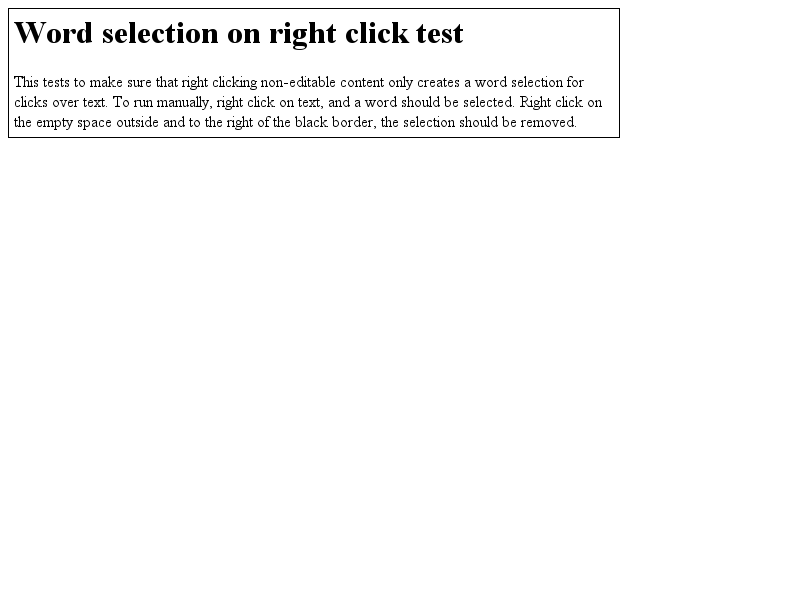 Word selection on right click test
This tests to make sure that right clicking non-editable content only creates a word selection for
clicks over text. To run manually, right click on text, and a word should be selected. Right click on
the empty space outside and to the right of the black border, the selection should be removed.